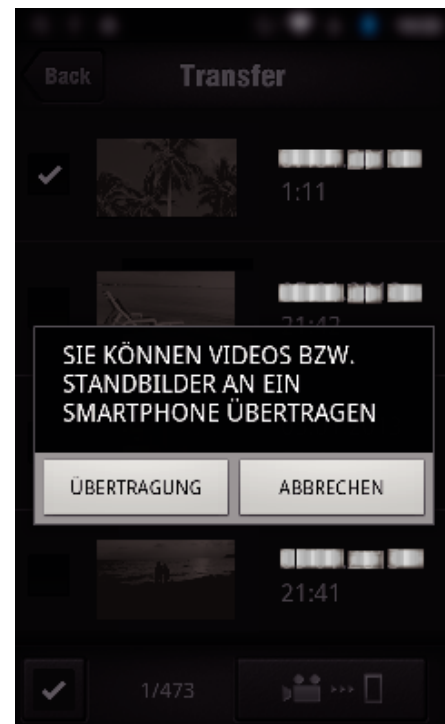 Back Transfer
1:11
21:42
SIE KÖNNEN VIDEOS BZW.
STANDBILDER AN EIN
SMARTPHONE ÜBERTRAGEN
ÜBERTRAGUNG ABBRECHEN
21:41
1/473